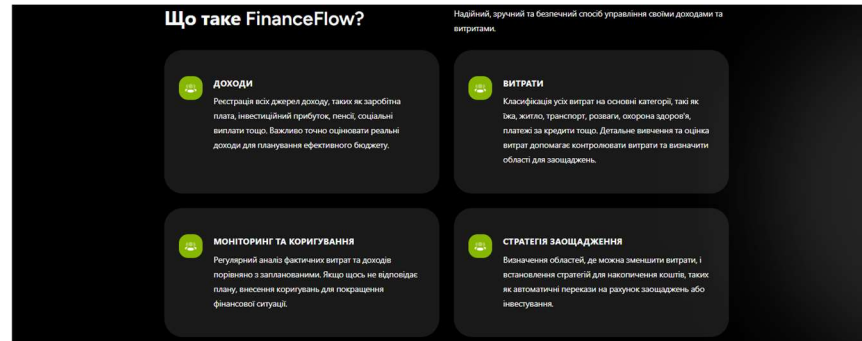 Що таке FinanceFlow?
Надійний, зручний та безпечний спосіб управління своїми доходами та
витритами.
ДОХОДИ
Реєстрація всіх джерел доходу, таких як заробітна
плата, інвестиційний прибуток, пенсії, соціальні
виплати тощо. Важливо точно оцінювати реальні
доходи для планування ефективного бюджету.
ВИТРАТИ
Класифікація усіх витрат на основні категорії, такі як
їжа, житло, транспорт, розваги, охорона здоров'я,
платежі за кредити тощо. Детальне вивчення та оцінка
витрат допомагає контролювати витрати та визначити
області для заощаджень.
МОНІТОРИНГ ТА КОРИГУВАННЯ
Регулярний аналіз фактичних витрат та доходів
порівняно з запланованими. Якщо щось не відповідає
плану, внесення коригувань для покращення
фінансової ситуації.
СТРАТЕГІЯ ЗАОЩАДЖЕННЯ
Визначення областей, де можна зменшити витрати, і
встановлення стратегій для накопичення коштів, таких
як автоматичні перекази на рахунок заощаджень або
інвестування.